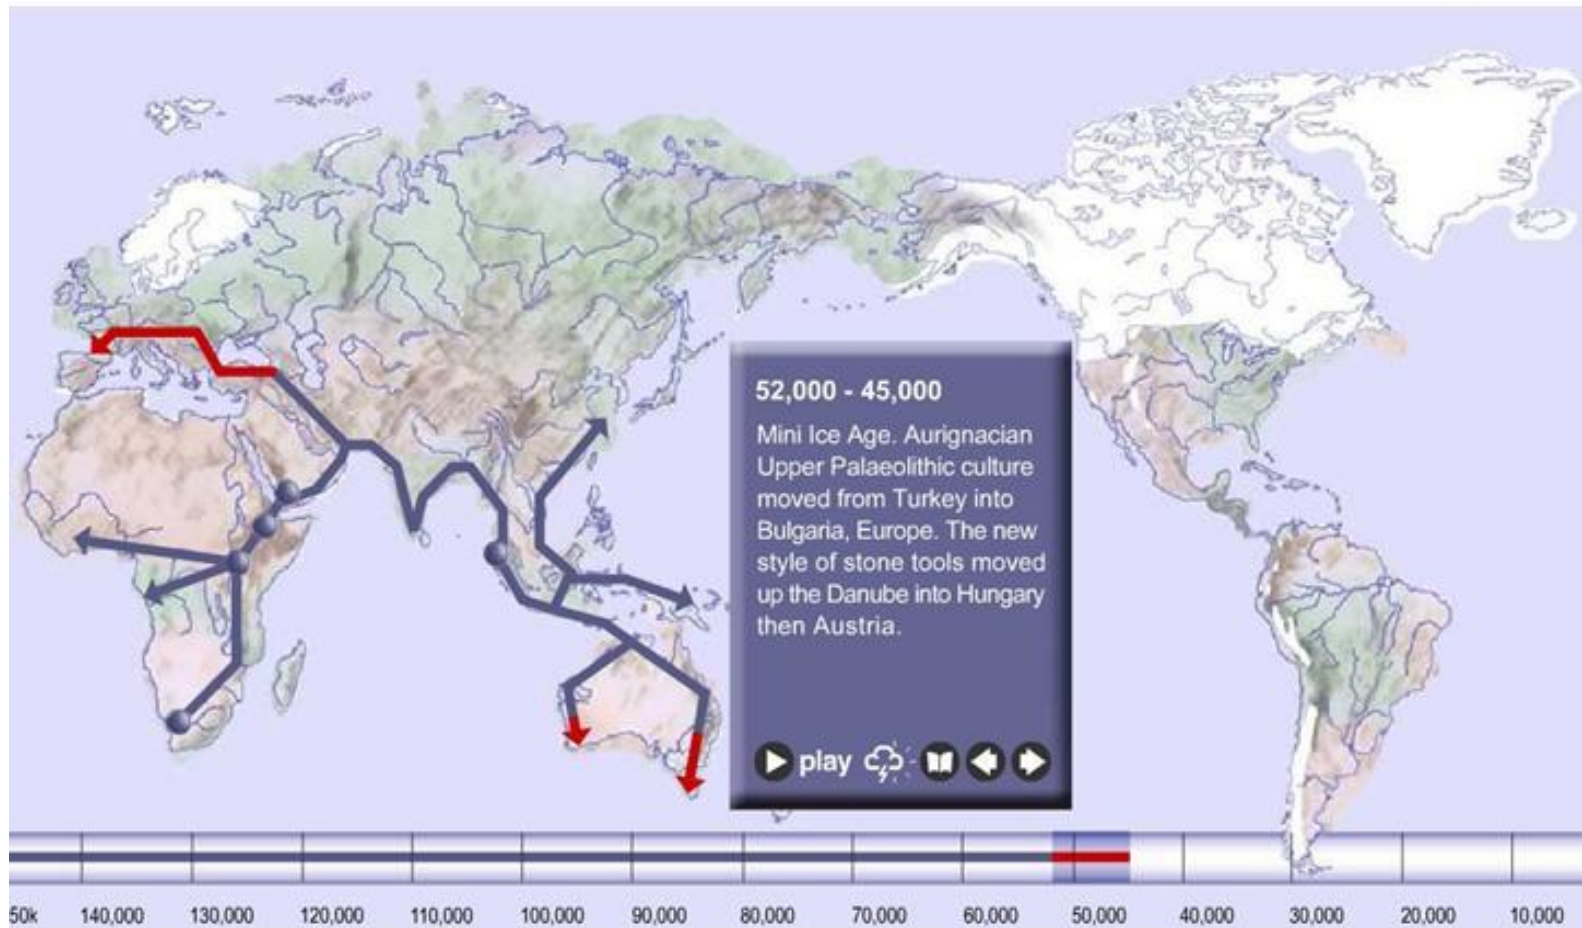 52,000 - 45,000
Mini Ice Age. Aurignacian
Upper Palaeolithic culture
moved from Turkey into
Bulgaria, Europe. The new
style of stone tools moved
up the Danube into Hungary
then Austria.
play
50k 140,000 130,000 120,000 110,000 100,000 90,000 80,000 70,000 60,000 50,000 40,000 30,000 20,000 10,000